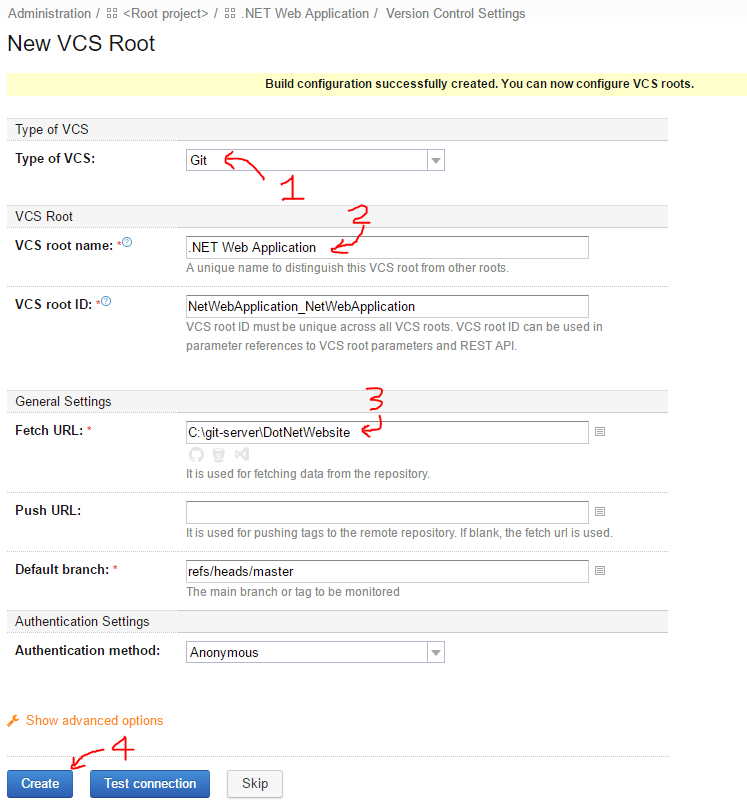 Administration / <Root project> / .NET Web Application / Version Control Settings
New VCS Root
Build configuration successfully created. You can now configure VCS roots.
Type of VCS
Type of VCS:
Git
1
VCS Root
2
VCS root name: *
.NET Web Application
A unique name to distinguish this VCS root from other roots.
VCS root ID: *
NetWebApplication_NetWebApplication
VCS root ID must be unique across all VCS roots. VCS root ID can be used in
parameter references to VCS root parameters and REST API.
General Settings
3
Fetch URL: *
C:\git-server\DotNetWebsite
It is used for fetching data from the repository.
Push URL:
It is used for pushing tags to the remote repository. If blank, the fetch url is used.
Default branch: *
refs/heads/master
The main branch or tag to be monitored
Authentication Settings
Authentication method:
Anonymous
Show advanced options
4
Create
Test connection
Skip